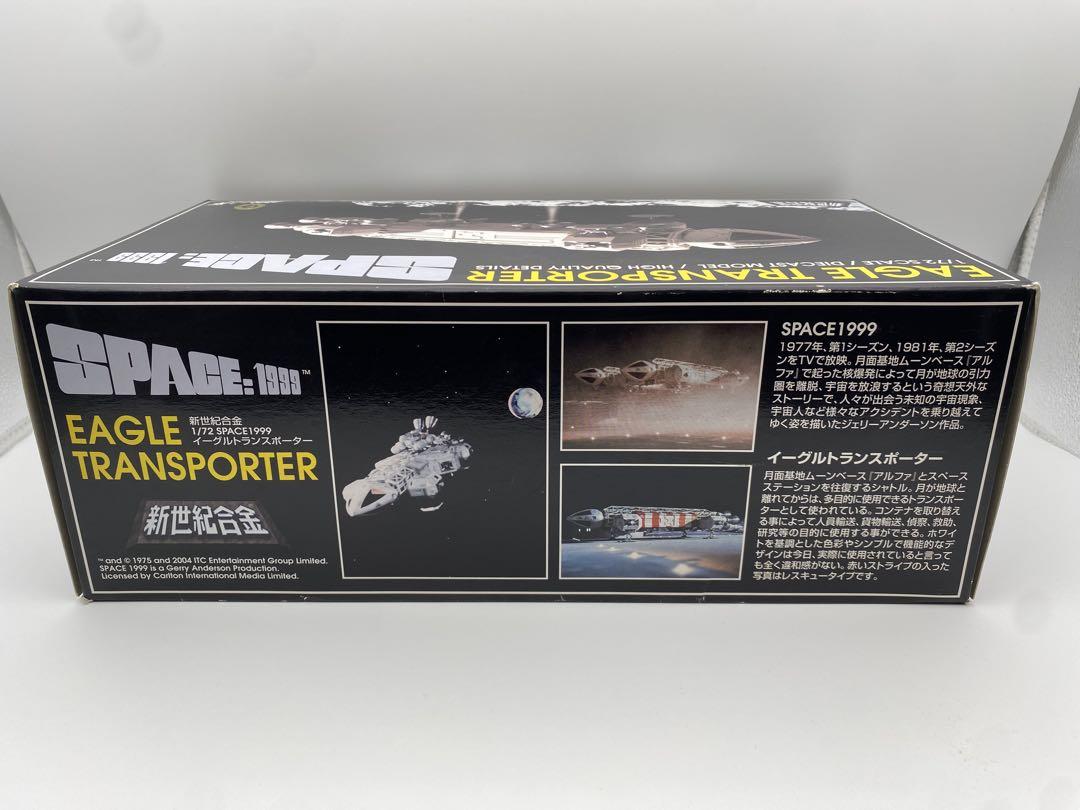 EAGLE TRANSPORTER
1/72 SCALE / DIECAST MODEL / HIGH QUALITY DETAILS
SPACE: 1999™
SPACE: 1999™
EAGLE
TRANSPORTER
新世紀合金
1/72 SPACE1999
イーグルトランスポーター
新世紀合金
™ and © 1975 and 2004 ITC Entertainment Group Limited.
SPACE 1999 is a Gerry Anderson Production.
Licensed by Carlton International Media Limited.
SPACE1999
1977年、第1シーズン、1981年、第2シーズ
ンをTVで放映。月面基地ムーンベース『アル
ファ』で起った核爆発によって月が地球の引力
圏を離脱、宇宙を放浪するという奇想天外な
ストーリーで、人々が出会う未知の宇宙現象、
宇宙人など様々なアクシデントを乗り越えて
ゆく姿を描いたジェリーアンダーソン作品。
イーグルトランスポーター
月面基地ムーンベース『アルファ』とスペース
ステーションを往復するシャトル。月が地球と
離れてからは、多目的に使用できるトランスポ
ーターとして使われている。コンテナを取り替え
る事によって人員輸送、貨物輸送、偵察、救助、
研究等の目的に使用する事ができる。ホワイ
トを基調とした色彩やシンプルで機能的なデ
ザインは今日、実際に使用されていると言って
も全く違和感がない。赤いストライプの入った
写真はレスキュータイプです。